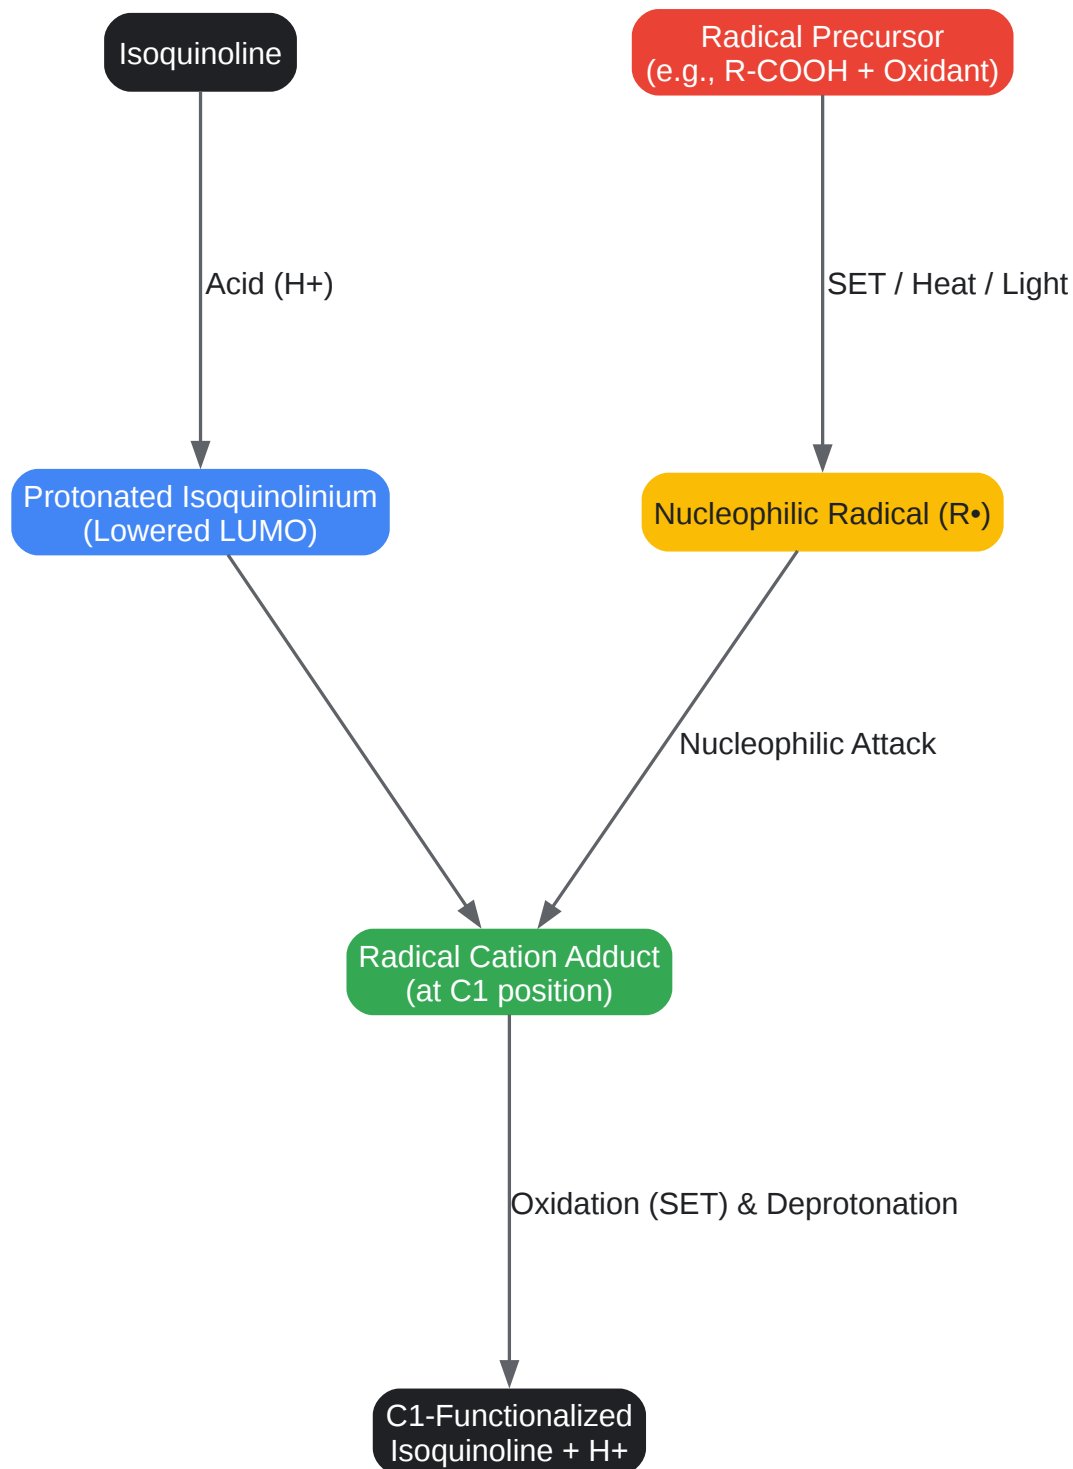 Isoquinoline
Radical Precursor
(e.g., R-COOH + Oxidant)
Acid (H+)
SET / Heat / Light
Protonated Isoquinolinium
(Lowered LUMO)
Nucleophilic Radical (R•)
Nucleophilic Attack
Radical Cation Adduct
(at C1 position)
Oxidation (SET) & Deprotonation
C1-Functionalized
Isoquinoline + H+